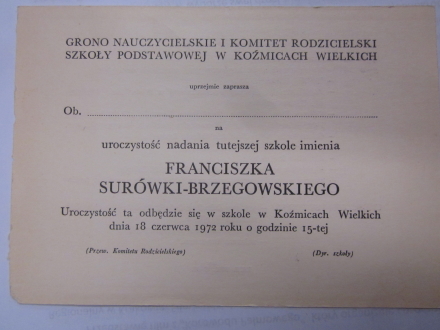 GRONO NAUCZYCIELSKIE I KOMITET RODZICIELSKI
SZKOŁY PODSTAWOWEJ W KOŹMICACH WIELKICH
uprzejmie zaprasza
Ob. ........................................................................
na
uroczystość nadania tutejszej szkole imienia
FRANCISZKA
SURÓWKI-BRZEGOWSKIEGO
Uroczystość ta odbędzie się w szkole w Koźmicach Wielkich
dnia 18 czerwca 1972 roku o godzinie 15-tej
(Przew. Komitetu Rodzicielskiego) (Dyr. szkoły)